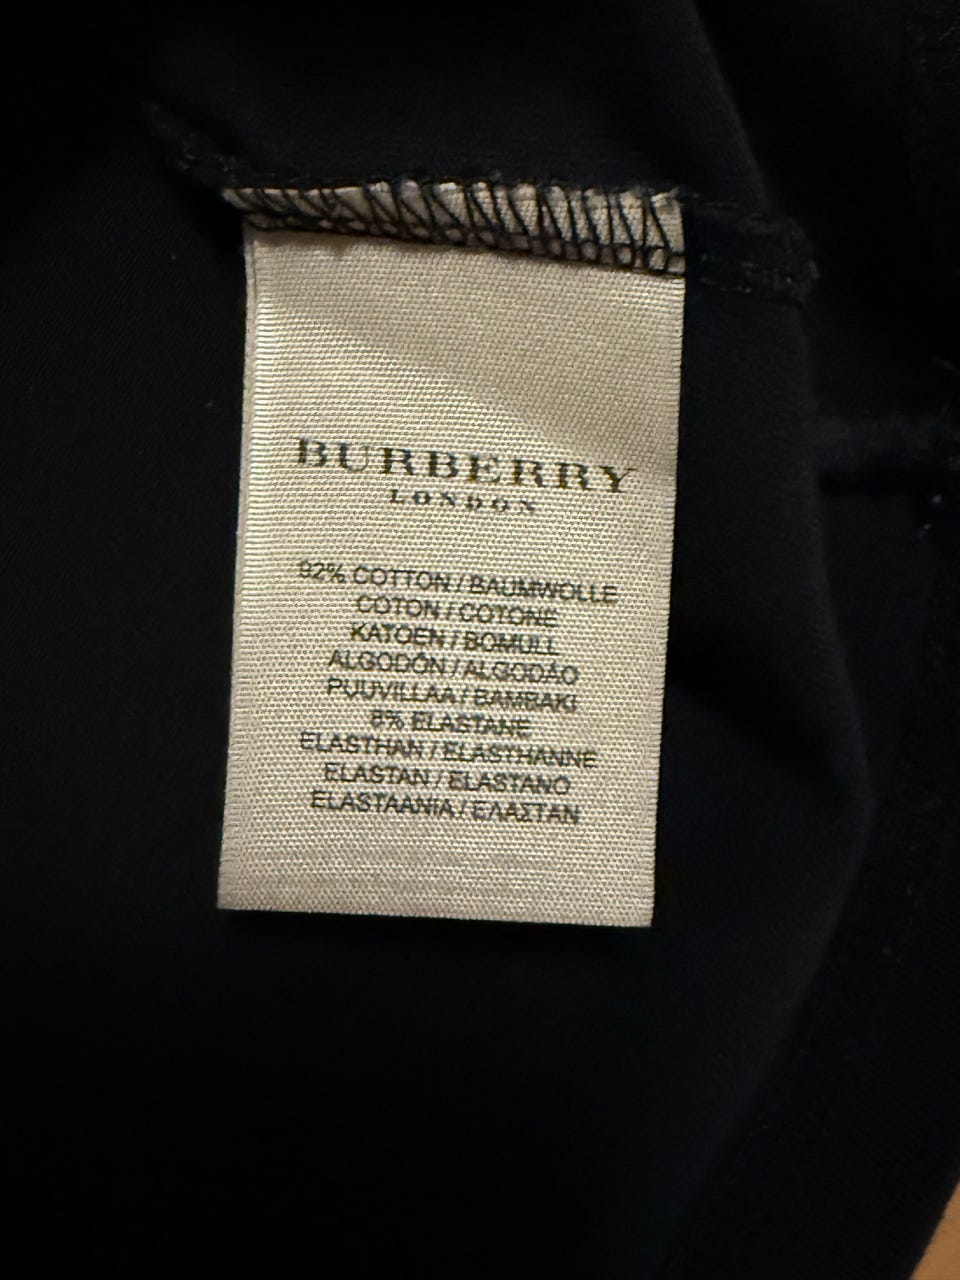 BURBERRY
LONDON
92% COTTON / BAUMWOLLE
COTON / COTONE
KATOEN / BOMULL
ALGODÓN / ALGODÃO
PUUVILLAA / BAMBAKI
8% ELASTANE
ELASTHAN / ELASTHANNE
ELASTAN / ELASTANO
ELASTAANIA / ΕΛΑΣΤΑΝ